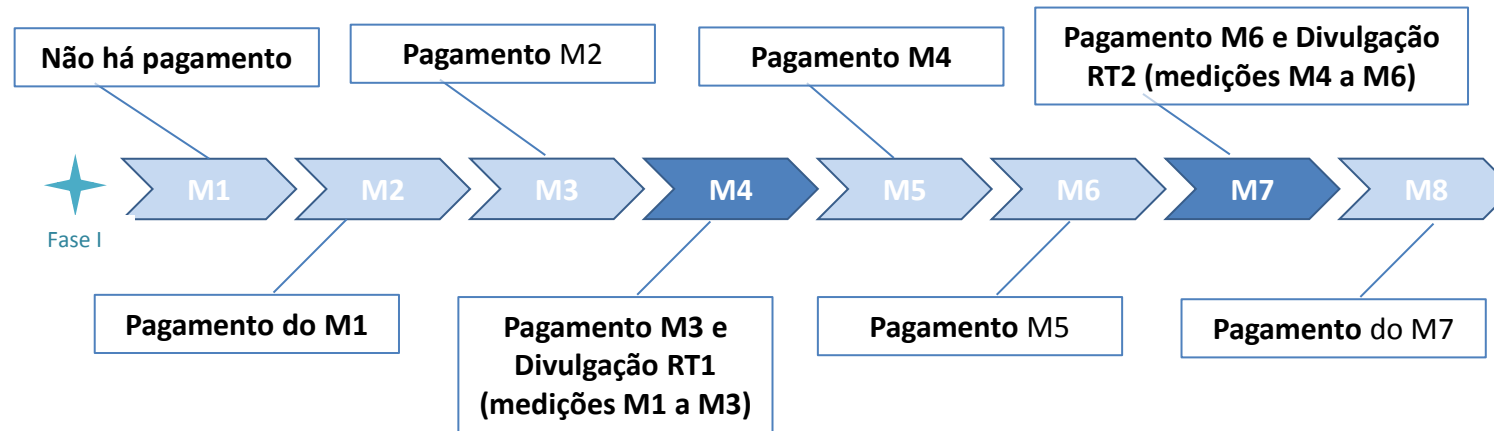 Não há pagamento
Pagamento M2
Pagamento M4
Pagamento M6 e Divulgação
RT2 (medições M4 a M6)
M1
M2
M3
M4
M5
M6
M7
M8
Fase I
Pagamento do M1
Pagamento M3 e
Divulgação RT1
(medições M1 a M3)
Pagamento M5
Pagamento do M7